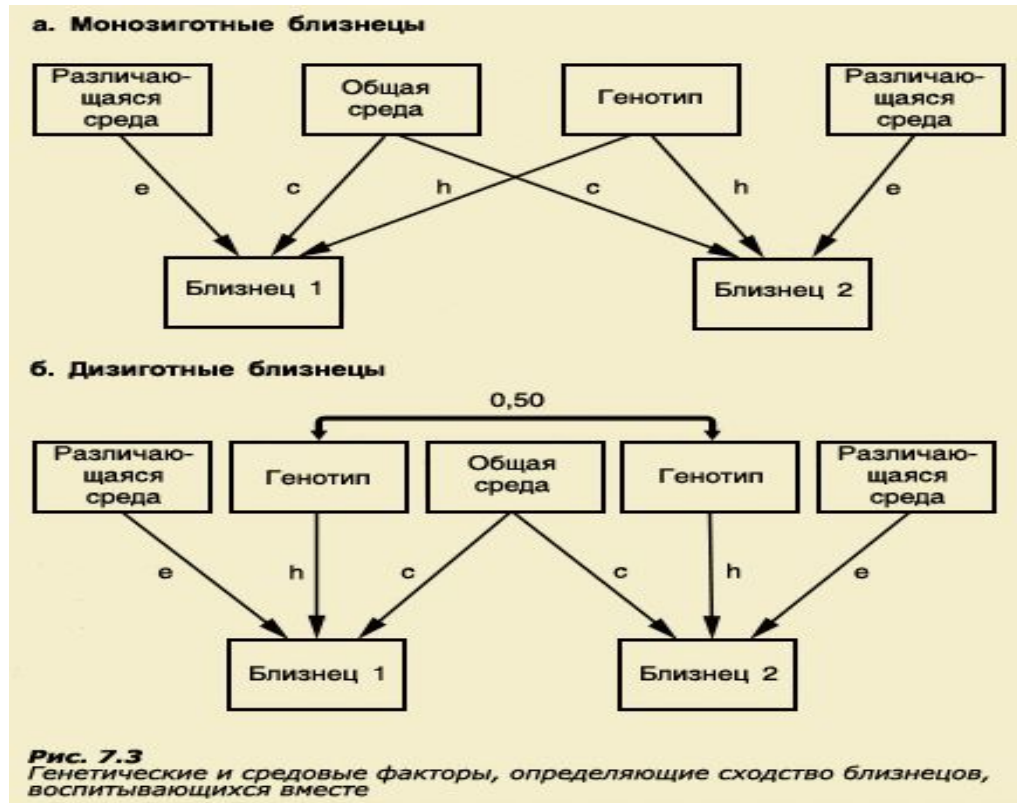 а. Монозиготные близнецы
Различаю-
щаяся
среда
Общая
среда
Генотип
Различаю-
щаяся
среда
e
c
h
c
h
e
Близнец 1
Близнец 2
б. Дизиготные близнецы
0,50
Различаю-
щаяся
среда
Генотип
Общая
среда
Генотип
Различаю-
щаяся
среда
e
h
c
c
h
e
Близнец 1
Близнец 2
Рис. 7.3
Генетические и средовые факторы, определяющие сходство близнецов,
воспитывающихся вместе